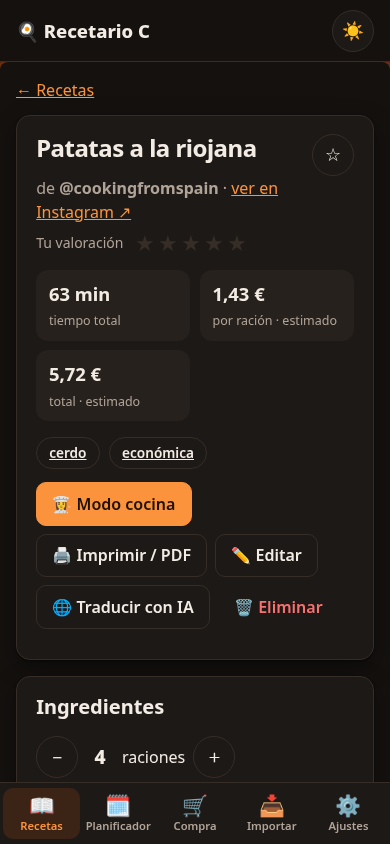 Recetario C
← Recetas
Patatas a la riojana
de @cookingfromspain · ver en
Instagram ↗
Tu valoración ★ ★ ★ ★ ★
63 min
tiempo total
1,43 €
por ración · estimado
5,72 €
total · estimado
cerdo
económica
Modo cocina
Imprimir / PDF
Editar
Traducir con IA
Eliminar
Ingredientes
− 4 raciones +
Recetas
Planificador
Compra
Importar
Ajustes